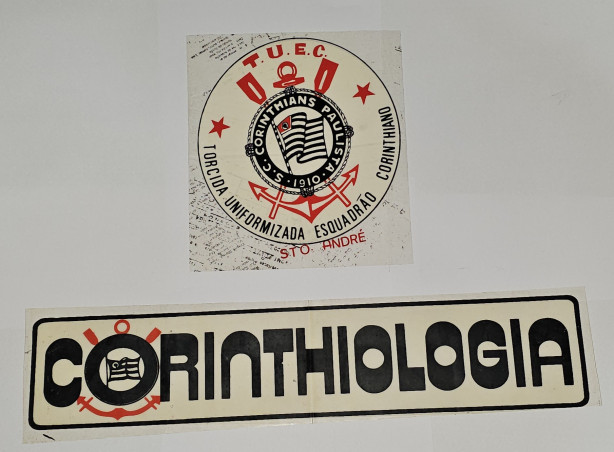 T.U.E.C.
S.C. CORINTHIANS PAULISTA
1910
TORCIDA UNIFORMIZADA ESQUADRÃO CORINTHIANO
STO ANDRÉ
CORINTHIOLOGIA